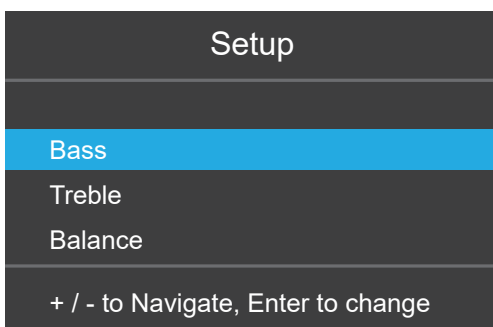 Setup
Bass
Treble
Balance
+ / - to Navigate, Enter to change